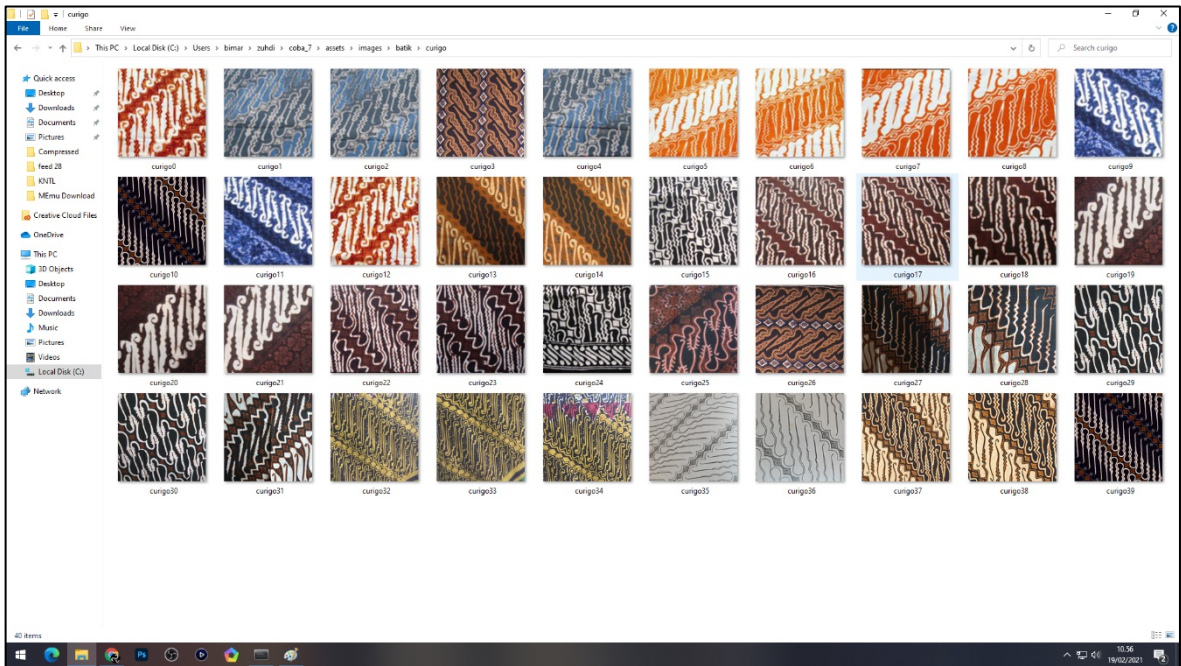 curigo
File Home Share View
This PC > Local Disk (C:) > Users > bimar > zuhdi > coba_7 > assets > images > batik > curigo
Search curigo
Quick access
Desktop
Downloads
Documents
Pictures
Compressed
feed 28
KNTL
MEmu Download
Creative Cloud Files
OneDrive
This PC
3D Objects
Desktop
Documents
Downloads
Music
Pictures
Videos
Local Disk (C:)
Network
curigo0 curigo1 curigo2 curigo3 curigo4 curigo5 curigo6 curigo7 curigo8 curigo9
curigo10 curigo11 curigo12 curigo13 curigo14 curigo15 curigo16 curigo17 curigo18 curigo19
curigo20 curigo21 curigo22 curigo23 curigo24 curigo25 curigo26 curigo27 curigo28 curigo29
curigo30 curigo31 curigo32 curigo33 curigo34 curigo35 curigo36 curigo37 curigo38 curigo39
40 items
Ps
10.56
19/02/2021
2